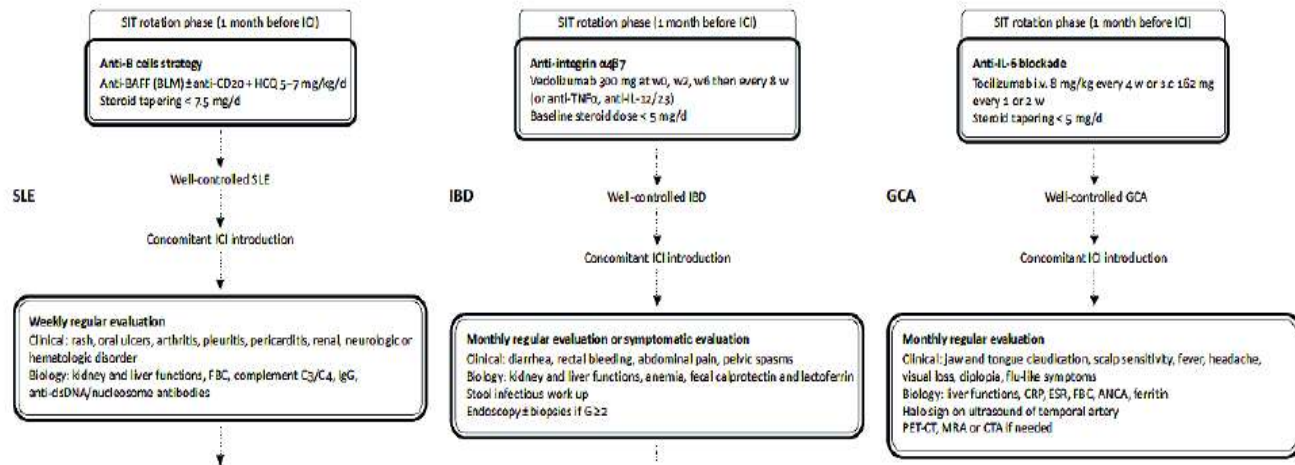 SIT rotation phase (1 month before ICI)
Anti-B cells strategy
Anti-BAFF (BLM) ± anti-CD20 + HCQ 5–7 mg/kg/d
Steroid tapering < 7.5 mg/d
Well-controlled SLE
SLE
Concomitant ICI introduction
Weekly regular evaluation
Clinical: rash, oral ulcers, arthritis, pleuritis, pericarditis, renal, neurologic or
hematologic disorder
Biology: kidney and liver functions, FBC, complement C3/C4, IgG,
anti-dsDNA/nucleosome antibodies
SIT rotation phase (1 month before ICI)
Anti-integrin α4β7
Vedolizumab 300 mg at w0, w2, w6 then every 8 w
(or anti-TNFα, anti-IL-12/23)
Baseline steroid dose < 5 mg/d
Well-controlled IBD
IBD
Concomitant ICI introduction
Monthly regular evaluation or symptomatic evaluation
Clinical: diarrhea, rectal bleeding, abdominal pain, pelvic spasms
Biology: kidney and liver functions, anemia, fecal calprotectin and lactoferrin
Stool infectious work up
Endoscopy ± biopsies if G ≥2
SIT rotation phase (1 month before ICI)
Anti-IL-6 blockade
Tocilizumab i.v. 8 mg/kg every 4 w or s.c 162 mg
every 1 or 2 w
Steroid tapering < 5 mg/d
Well-controlled GCA
GCA
Concomitant ICI introduction
Monthly regular evaluation
Clinical: jaw and tongue claudication, scalp sensitivity, fever, headache,
visual loss, diplopia, flu-like symptoms
Biology: liver functions, CRP, ESR, FBC, ANCA, ferritin
Halo sign on ultrasound of temporal artery
PET-CT, MRA or CTA if needed